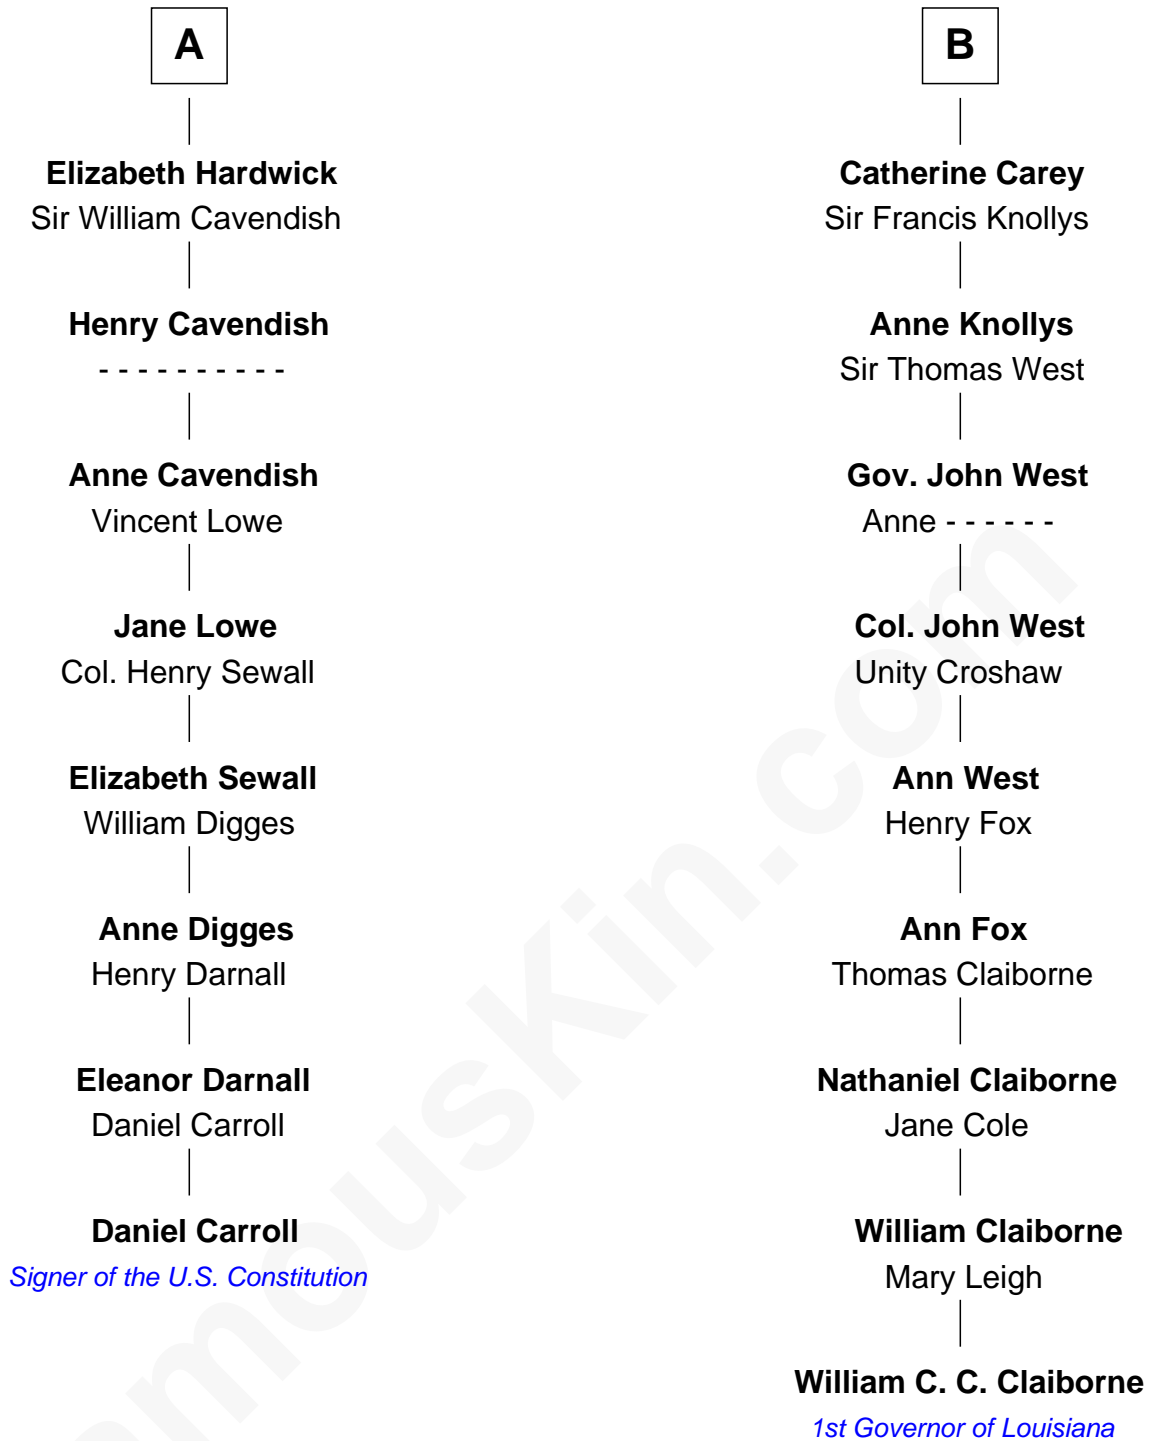 A
Elizabeth Hardwick
Sir William Cavendish
Henry Cavendish
- - - - - - - - - -
Anne Cavendish
Vincent Lowe
Jane Lowe
Col. Henry Sewall
Elizabeth Sewall
William Digges
Anne Digges
Henry Darnall
Eleanor Darnall
Daniel Carroll
Daniel Carroll
Signer of the U.S. Constitution
B
Catherine Carey
Sir Francis Knollys
Anne Knollys
Sir Thomas West
Gov. John West
Anne - - - - - -
Col. John West
Unity Croshaw
Ann West
Henry Fox
Ann Fox
Thomas Claiborne
Nathaniel Claiborne
Jane Cole
William Claiborne
Mary Leigh
William C. C. Claiborne
1st Governor of Louisiana
amousKin.com